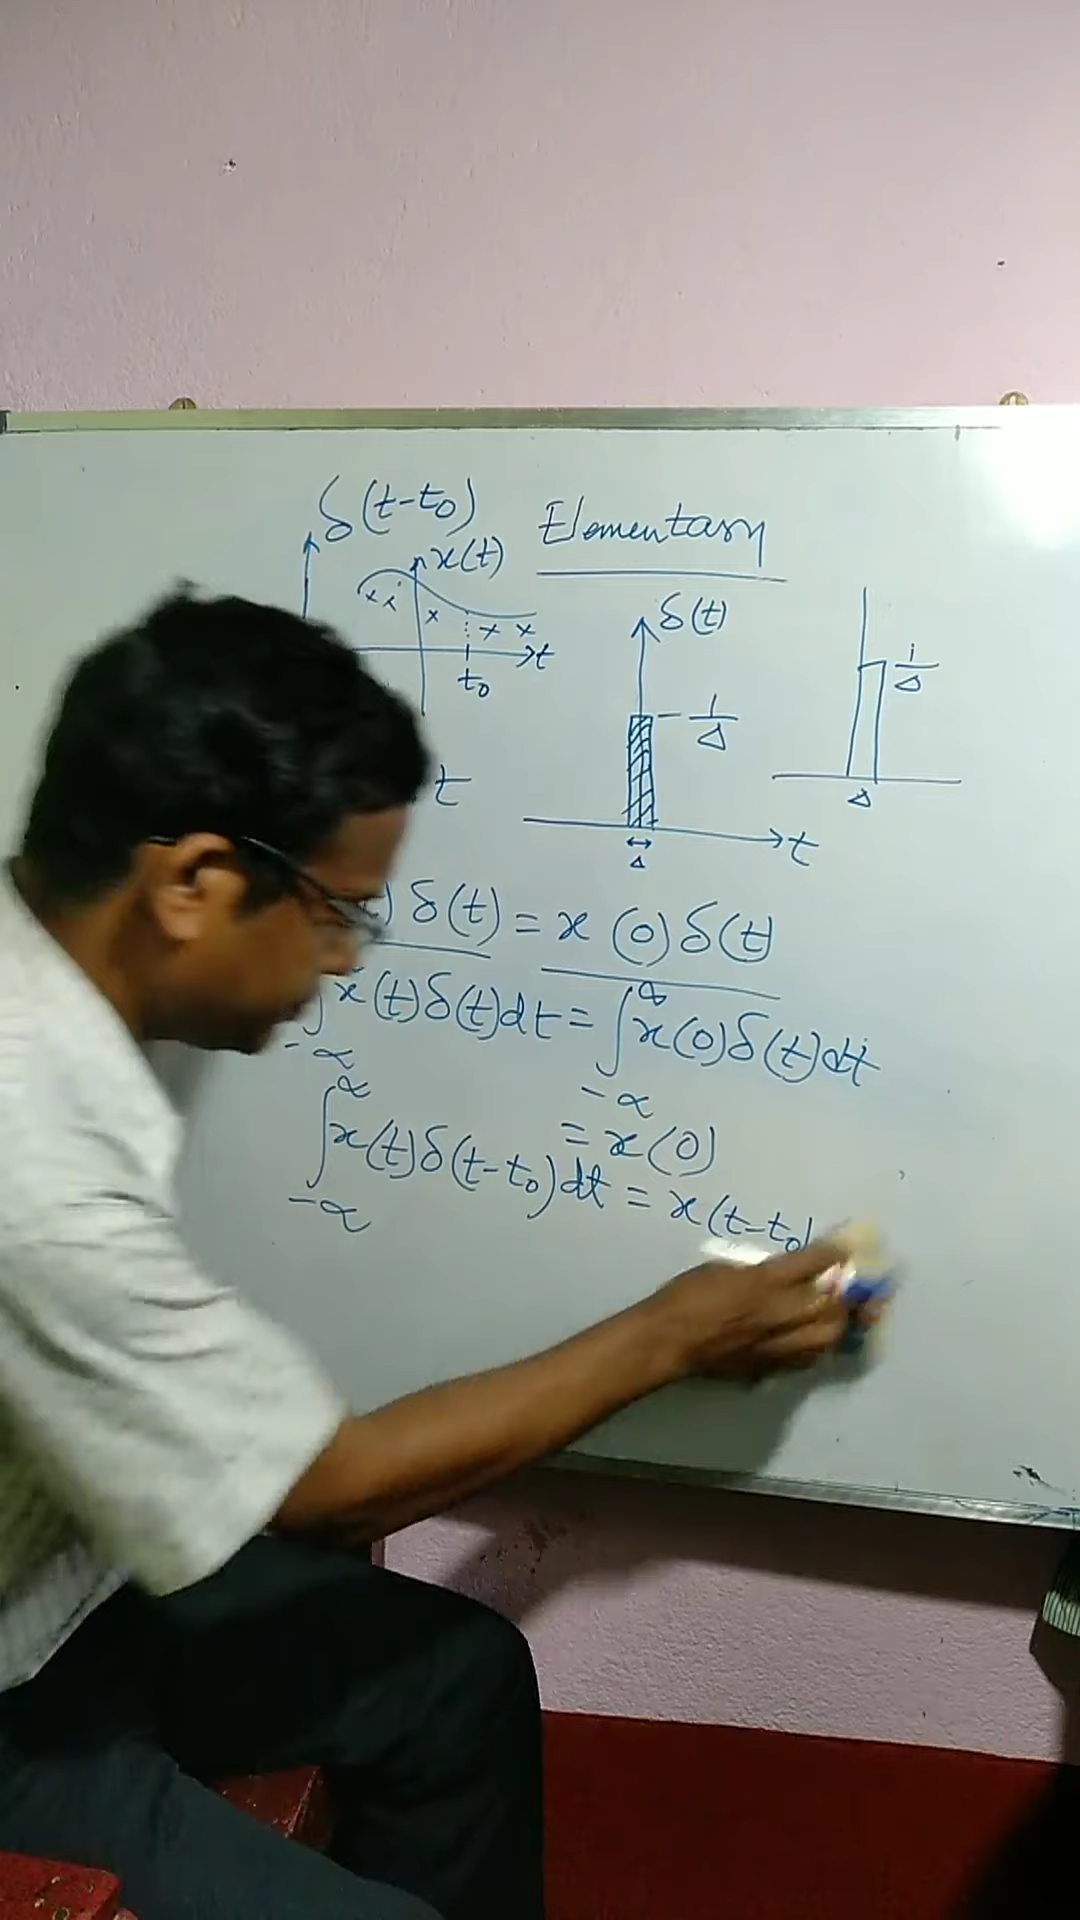 δ(t-t₀) Elementary
x(t)
δ(t)
t
t₀
1/Δ
1/Δ
t
Δ
t
Δ
) δ(t) = x (0) δ(t)
∫ x(t)δ(t)dt = ∫ x(0)δ(t)dt
-∞ ∞ -∞
= x(0)
∫ x(t)δ(t-t₀)dt = x(t-t₀)
-∞